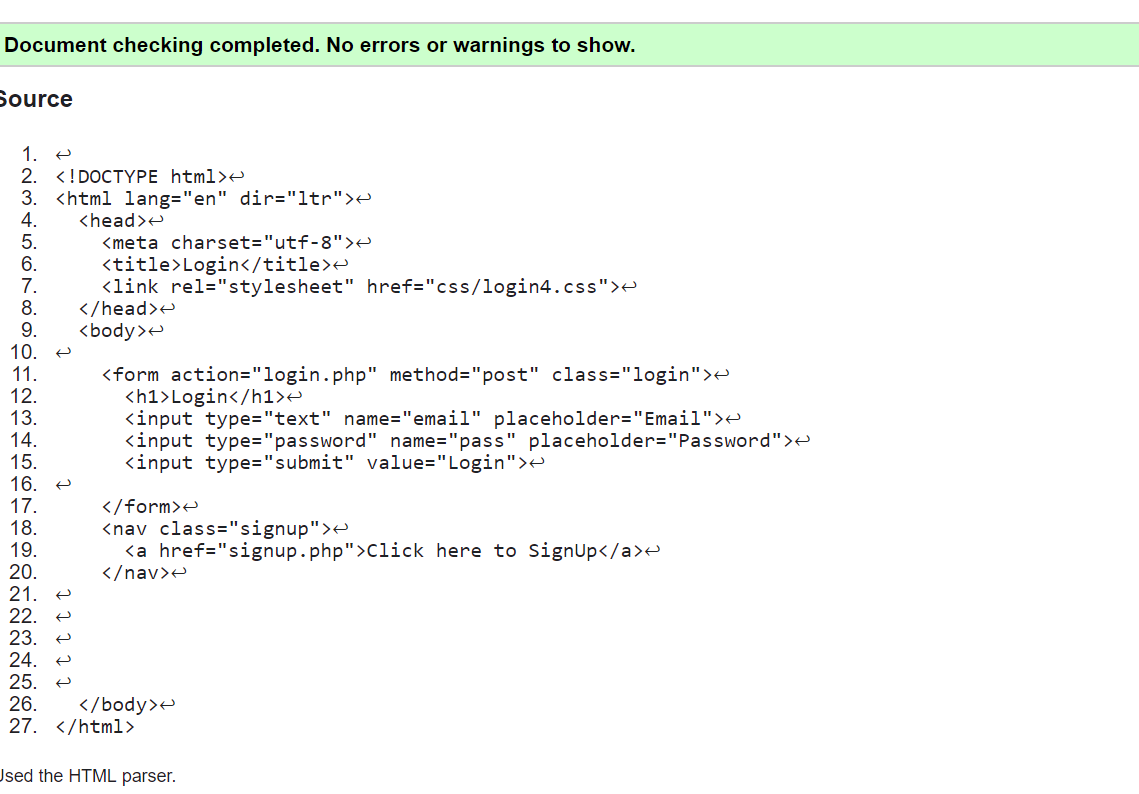 Document checking completed. No errors or warnings to show.
Source
1. ↩
2. <!DOCTYPE html>↩
3. <html lang="en" dir="ltr">↩
4.   <head>↩
5.     <meta charset="utf-8">↩
6.     <title>Login</title>↩
7.     <link rel="stylesheet" href="css/login4.css">↩
8.   </head>↩
9.   <body>↩
10. ↩
11.     <form action="login.php" method="post" class="login">↩
12.       <h1>Login</h1>↩
13.       <input type="text" name="email" placeholder="Email">↩
14.       <input type="password" name="pass" placeholder="Password">↩
15.       <input type="submit" value="Login">↩
16. ↩
17.     </form>↩
18.     <nav class="signup">↩
19.       <a href="signup.php">Click here to SignUp</a>↩
20.     </nav>↩
21. ↩
22. ↩
23. ↩
24. ↩
25. ↩
26.   </body>↩
27. </html>
Used the HTML parser.